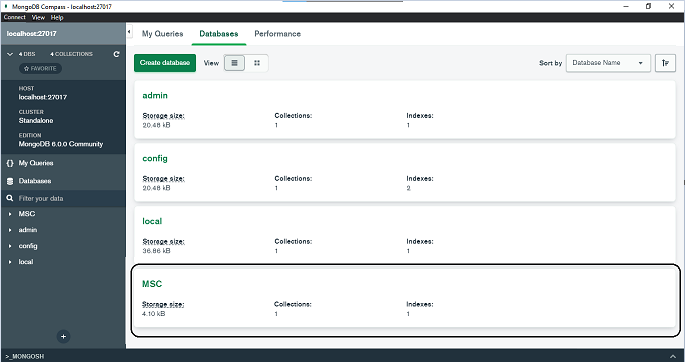 MongoDB Compass - localhost:27017
Connect View Help
localhost:27017
4 DBS 4 COLLECTIONS
FAVORITE
HOST
localhost:27017
CLUSTER
Standalone
EDITION
MongoDB 6.0.0 Community
{} My Queries
Databases
Filter your data
MSC
admin
config
local
My Queries Databases Performance
Create database View Sort by Database Name
admin
Storage size: Collections: Indexes:
20.48 kB 1 1
config
Storage size: Collections: Indexes:
20.48 kB 1 2
local
Storage size: Collections: Indexes:
36.86 kB 1 1
MSC
Storage size: Collections: Indexes:
4.10 kB 1 1
>_MONGOSH